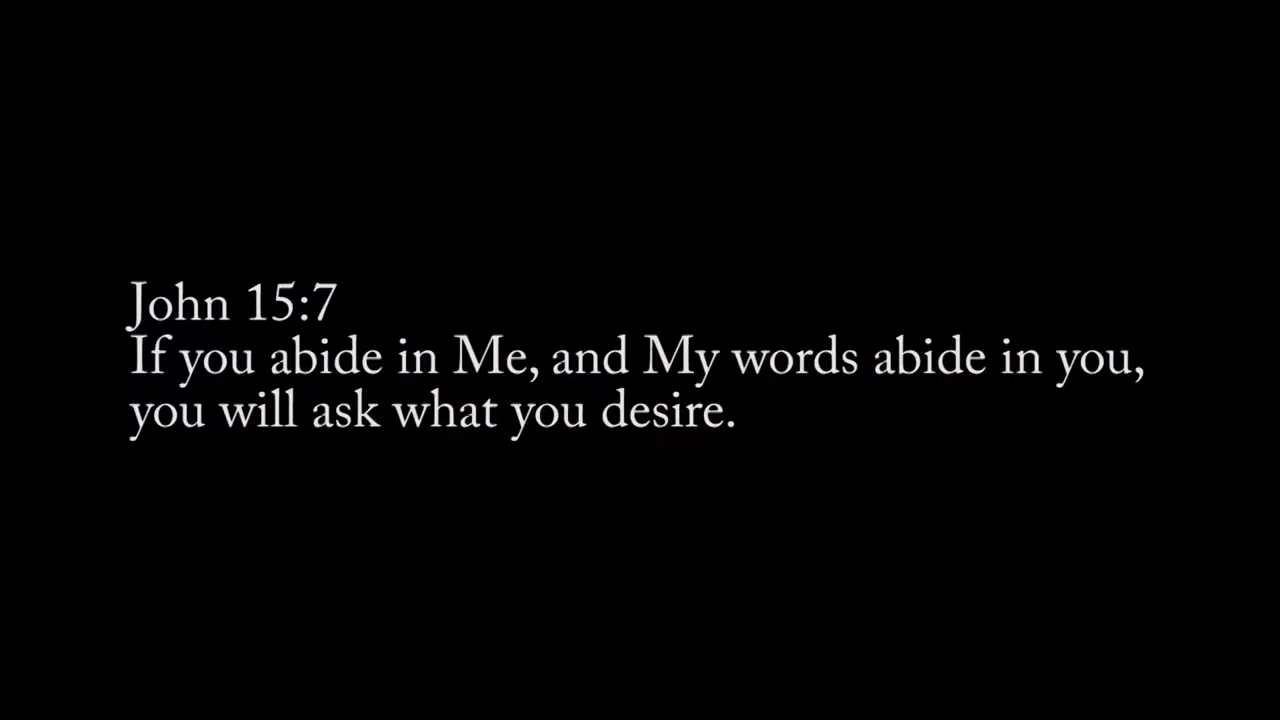 John 15:7
If you abide in Me, and My words abide in you,
you will ask what you desire.